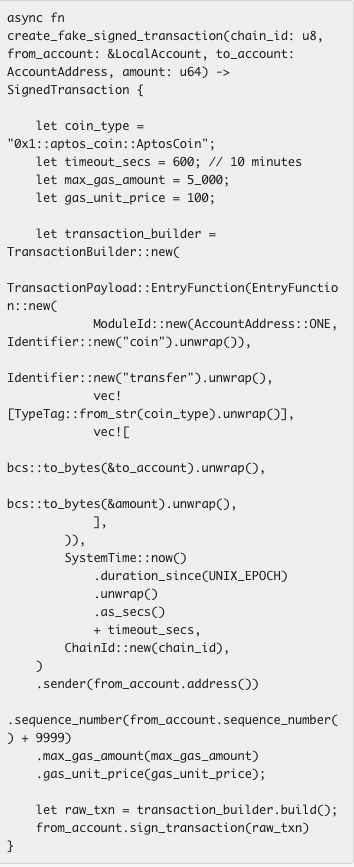 async fn
create_fake_signed_transaction(chain_id: u8,
from_account: &LocalAccount, to_account:
AccountAddress, amount: u64) ->
SignedTransaction {
    let coin_type =
"0x1::aptos_coin::AptosCoin";
    let timeout_secs = 600; // 10 minutes
    let max_gas_amount = 5_000;
    let gas_unit_price = 100;
    let transaction_builder =
TransactionBuilder::new(
TransactionPayload::EntryFunction(EntryFunctio
n::new(
            ModuleId::new(AccountAddress::ONE,
Identifier::new("coin").unwrap()),
Identifier::new("transfer").unwrap(),
            vec!
[TypeTag::from_str(coin_type).unwrap()],
            vec![
bcs::to_bytes(&to_account).unwrap(),
bcs::to_bytes(&amount).unwrap(),
            ],
        )),
        SystemTime::now()
            .duration_since(UNIX_EPOCH)
            .unwrap()
            .as_secs()
            + timeout_secs,
        ChainId::new(chain_id),
    )
    .sender(from_account.address())
.sequence_number(from_account.sequence_number(
) + 9999)
    .max_gas_amount(max_gas_amount)
    .gas_unit_price(gas_unit_price);
    let raw_txn = transaction_builder.build();
    from_account.sign_transaction(raw_txn)
}